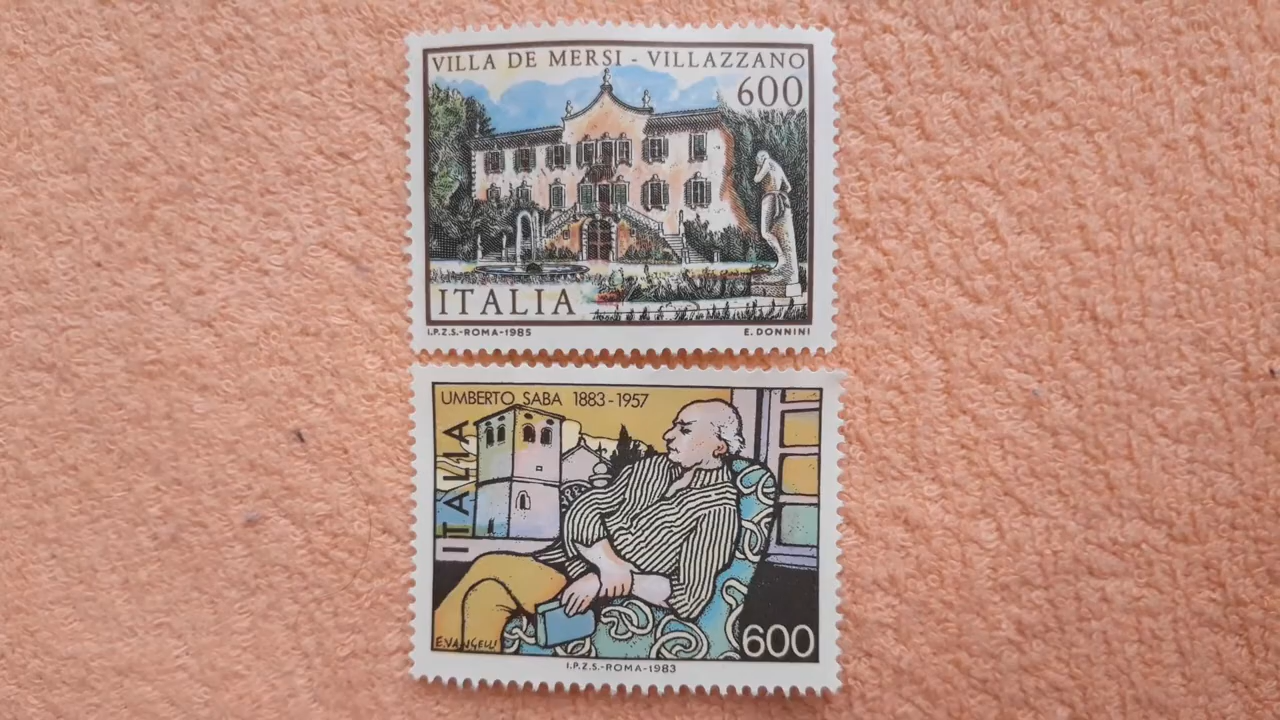 VILLA DE MERSI - VILLAZZANO
600
ITALIA
I.P.Z.S.-ROMA-1985
E. DONNINI
UMBERTO SABA 1883-1957
ITALIA
E.VANGELLI
600
I.P.Z.S.-ROMA-1983